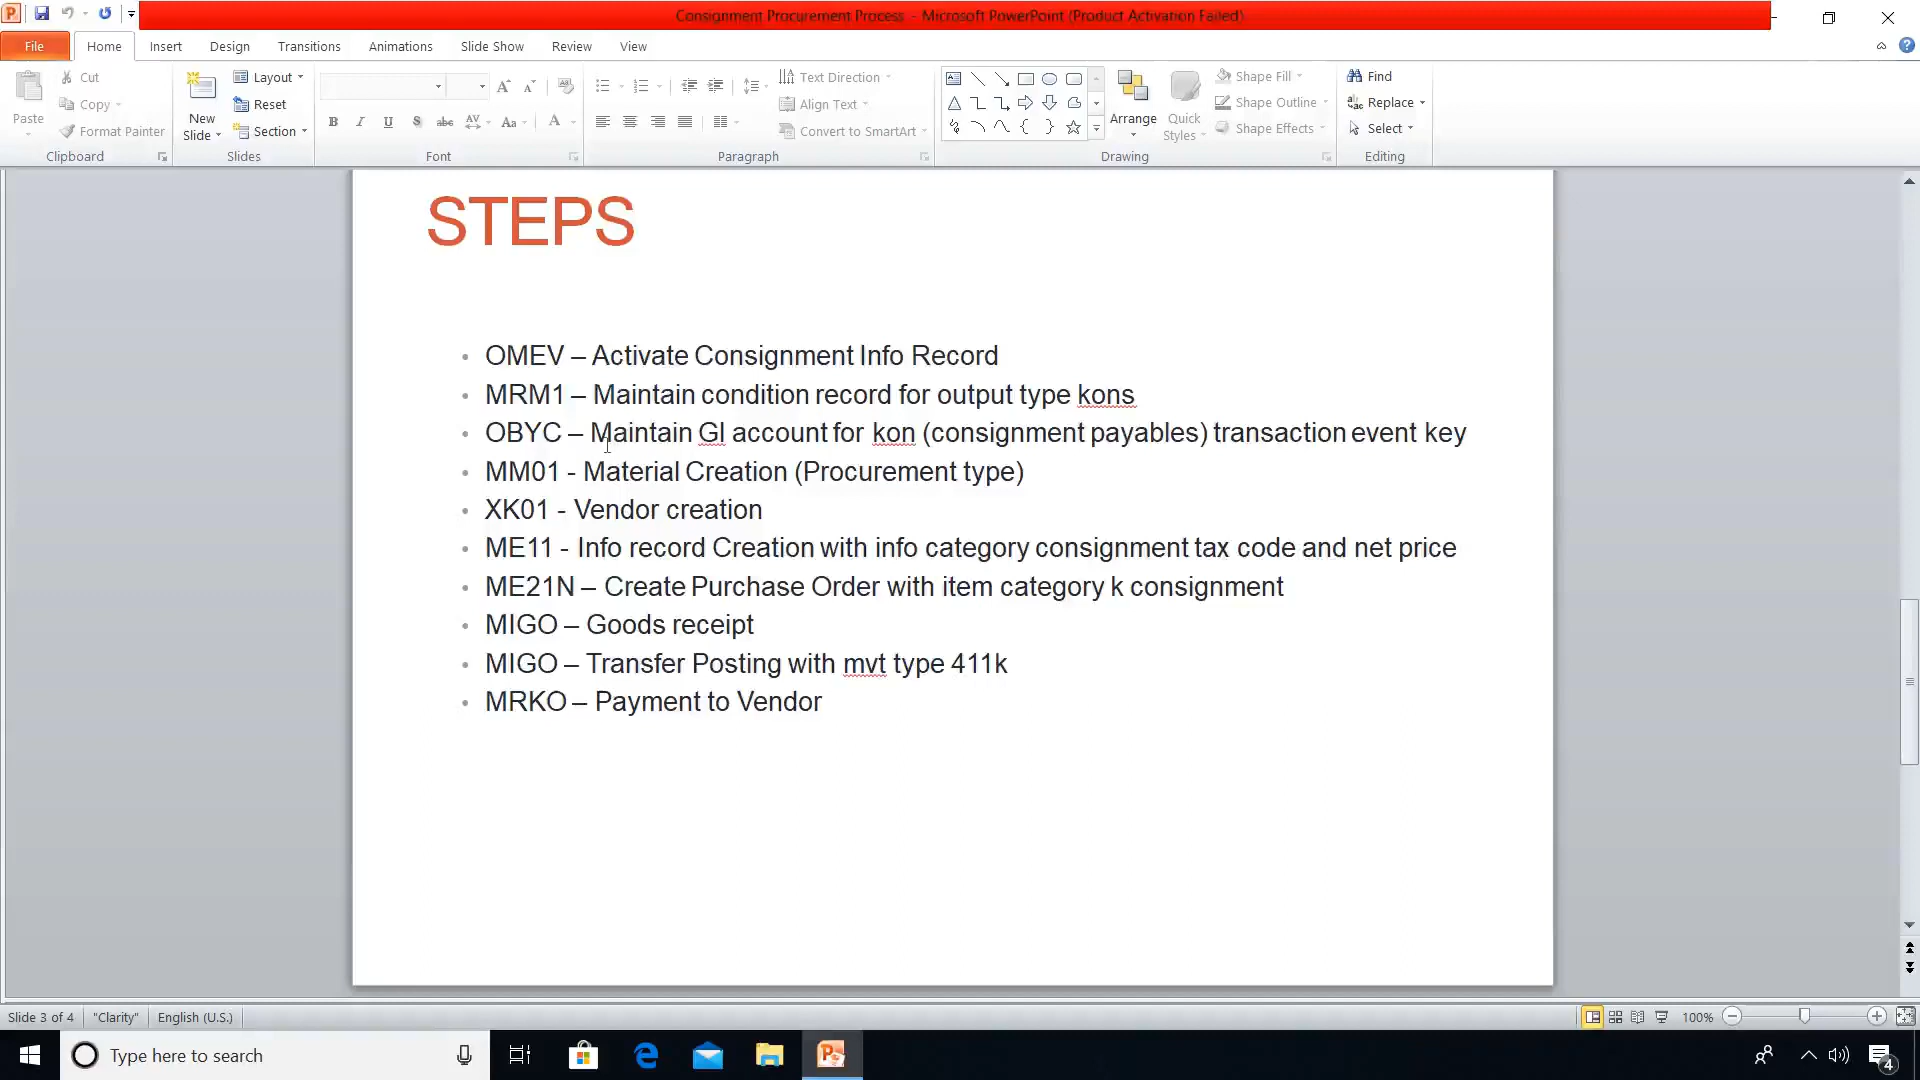 Consignment Procurement Process - Microsoft PowerPoint (Product Activation Failed)
File Home Insert Design Transitions Animations Slide Show Review View
Paste
Cut
Copy
Format Painter
Clipboard
New Slide
Layout
Reset
Section
Slides
Font
Text Direction
Align Text
Convert to SmartArt
Paragraph
Arrange
Quick Styles
Shape Fill
Shape Outline
Shape Effects
Drawing
Find
Replace
Select
Editing
STEPS
• OMEV – Activate Consignment Info Record
• MRM1 – Maintain condition record for output type kons
• OBYC – Maintain Gl account for kon (consignment payables) transaction event key
• MM01 - Material Creation (Procurement type)
• XK01 - Vendor creation
• ME11 - Info record Creation with info category consignment tax code and net price
• ME21N – Create Purchase Order with item category k consignment
• MIGO – Goods receipt
• MIGO – Transfer Posting with mvt type 411k
• MRKO – Payment to Vendor
Slide 3 of 4 "Clarity" English (U.S.) 100%
Type here to search
4